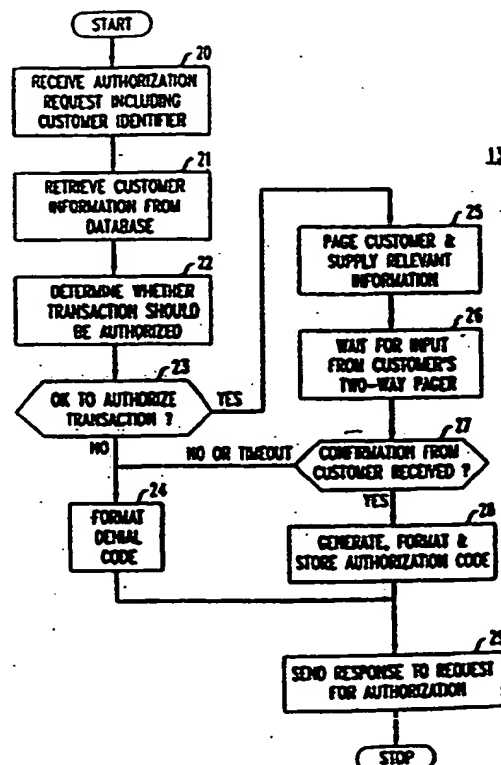 START
20
RECEIVE AUTHORIZATION
REQUEST INCLUDING
CUSTOMER IDENTIFIER
21
RETRIEVE CUSTOMER
INFORMATION FROM
DATABASE
22
DETERMINE WHETHER
TRANSACTION SHOULD
BE AUTHORIZED
23
OK TO AUTHORIZE
TRANSACTION ?
YES
NO
24
FORMAT
DENIAL
CODE
25
PAGE CUSTOMER &
SUPPLY RELEVANT
INFORMATION
26
WAIT FOR INPUT
FROM CUSTOMER'S
TWO-WAY PAGER
27
CONFIRMATION FROM
CUSTOMER RECEIVED ?
NO OR TIMEOUT
YES
28
GENERATE, FORMAT &
STORE AUTHORIZATION CODE
29
SEND RESPONSE TO REQUEST
FOR AUTHORIZATION
STOP